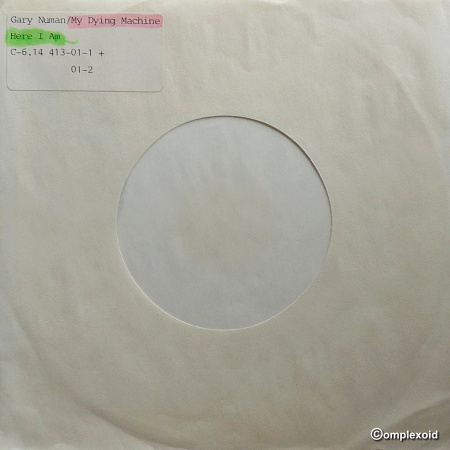 Gary Numan/My Dying Machine
Here I Am
C-6.14 413-01-1 +
01-2
©omplexoid